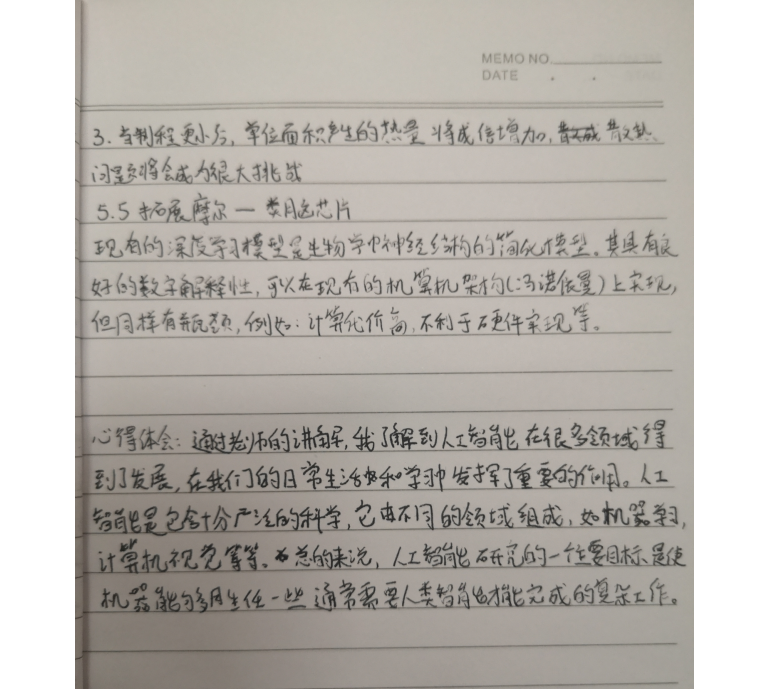 MEMO NO.
DATE . .
3. 当制程更小后，单位面积产生的热量将成倍增加，散热
问题将会成为很大挑战
5.5 拓展摩尔 — 类脑芯片
现有的深度学习模型是生物学中神经结构的简化模型。其具有良
好的数字解释性，可以在现有的计算机架构(冯诺依曼)上实现，
但同样有瓶颈，例如：计算代价高，不利于硬件实现等。
心得体会：通过老师的讲解，我了解到人工智能在很多领域得
到了发展，在我们的日常生活和学习中发挥了重要的作用。人工
智能是包含十分广泛的科学，它由不同的领域组成，如机器学习，
计算机视觉等等。总的来说，人工智能研究的一个主要目标是使
机器能够胜任一些通常需要人类智能才能完成的复杂工作。